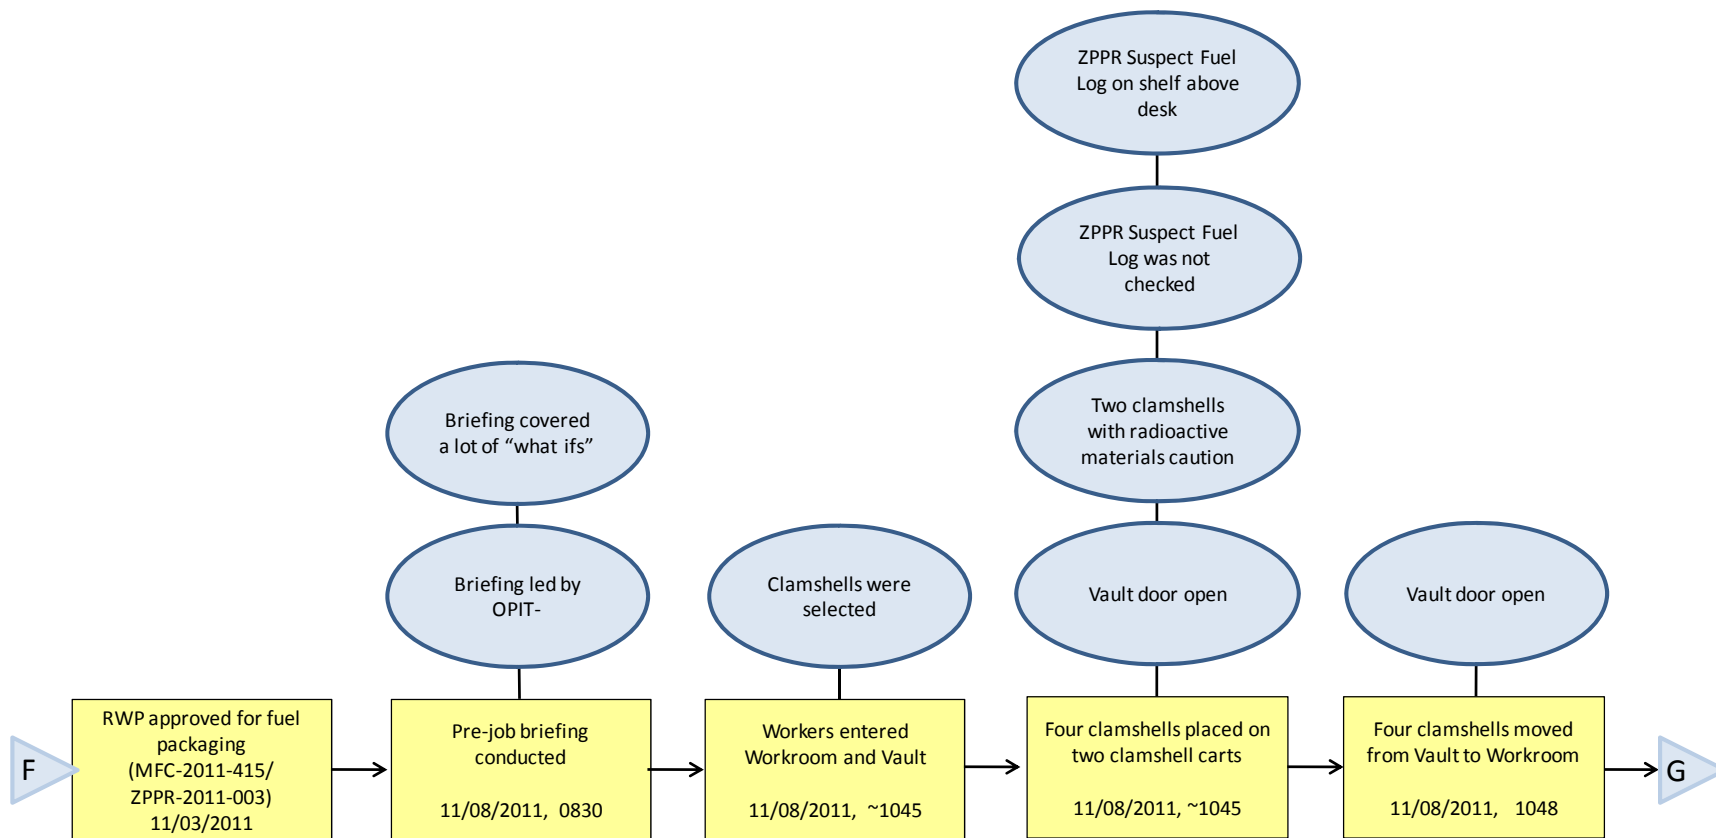 ZPPR Suspect Fuel
Log on shelf above
desk
ZPPR Suspect Fuel
Log was not
checked
Briefing covered
a lot of “what ifs”
Two clamshells
with radioactive
materials caution
Briefing led by
OPIT-
Clamshells were
selected
Vault door open
Vault door open
F
RWP approved for fuel
packaging
(MFC-2011-415/
ZPPR-2011-003)
11/03/2011
Pre-job briefing
conducted
11/08/2011, 0830
Workers entered
Workroom and Vault
11/08/2011, ~1045
Four clamshells placed on
two clamshell carts
11/08/2011, ~1045
Four clamshells moved
from Vault to Workroom
11/08/2011, 1048
G